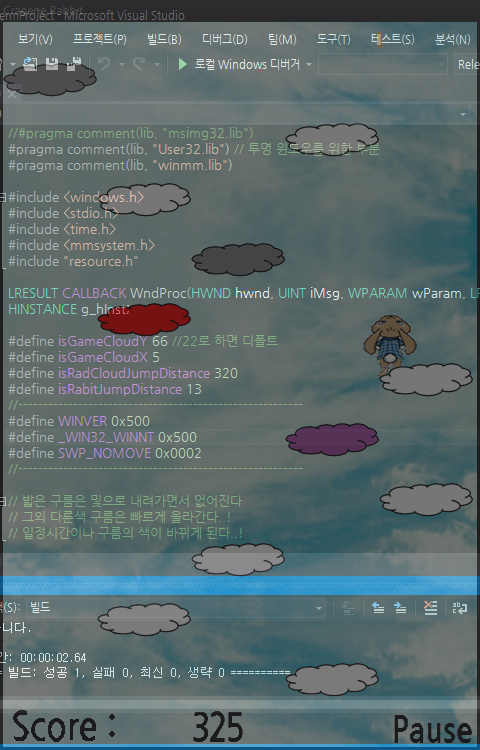 Cragene Rabbit
ermProject - Microsoft Visual Studio
보기(V) 프로젝트(P) 빌드(B) 디버그(D) 팀(M) 도구(T) 테스트(S) 분석(N)
로컬 Windows 디버거 Rele
//#pragma comment(lib, "msimg32.lib")
#pragma comment(lib, "User32.lib") // 투명 윈도우를 위한 부분
#pragma comment(lib, "winmm.lib")
#include <windows.h>
#include <stdio.h>
#include <time.h>
#include <mmsystem.h>
#include "resource.h"
LRESULT CALLBACK WndProc(HWND hwnd, UINT iMsg, WPARAM wParam, LP
HINSTANCE g_hInst;
#define isGameCloudY 66 //22로 하면 디폴트
#define isGameCloudX 5
#define isRadCloudJumpDistance 320
#define isRabitJumpDistance 13
//---------------------------------------------------------
#define WINVER 0x500
#define _WIN32_WINNT 0x500
#define SWP_NOMOVE 0x0002
//---------------------------------------------------------
// 밟은 구름은 및으로 내려가면서 없어진다
// 그외 다른색 구름은 빠르게 올라간다..!
// 일정시간이나 구름의 색이 바뀌게 된다..!
(S): 빌드
니다.
간: 00:00:02.64
= 빌드: 성공 1, 실패 0, 최신 0, 생략 0 ==========
Score : 325 Pause